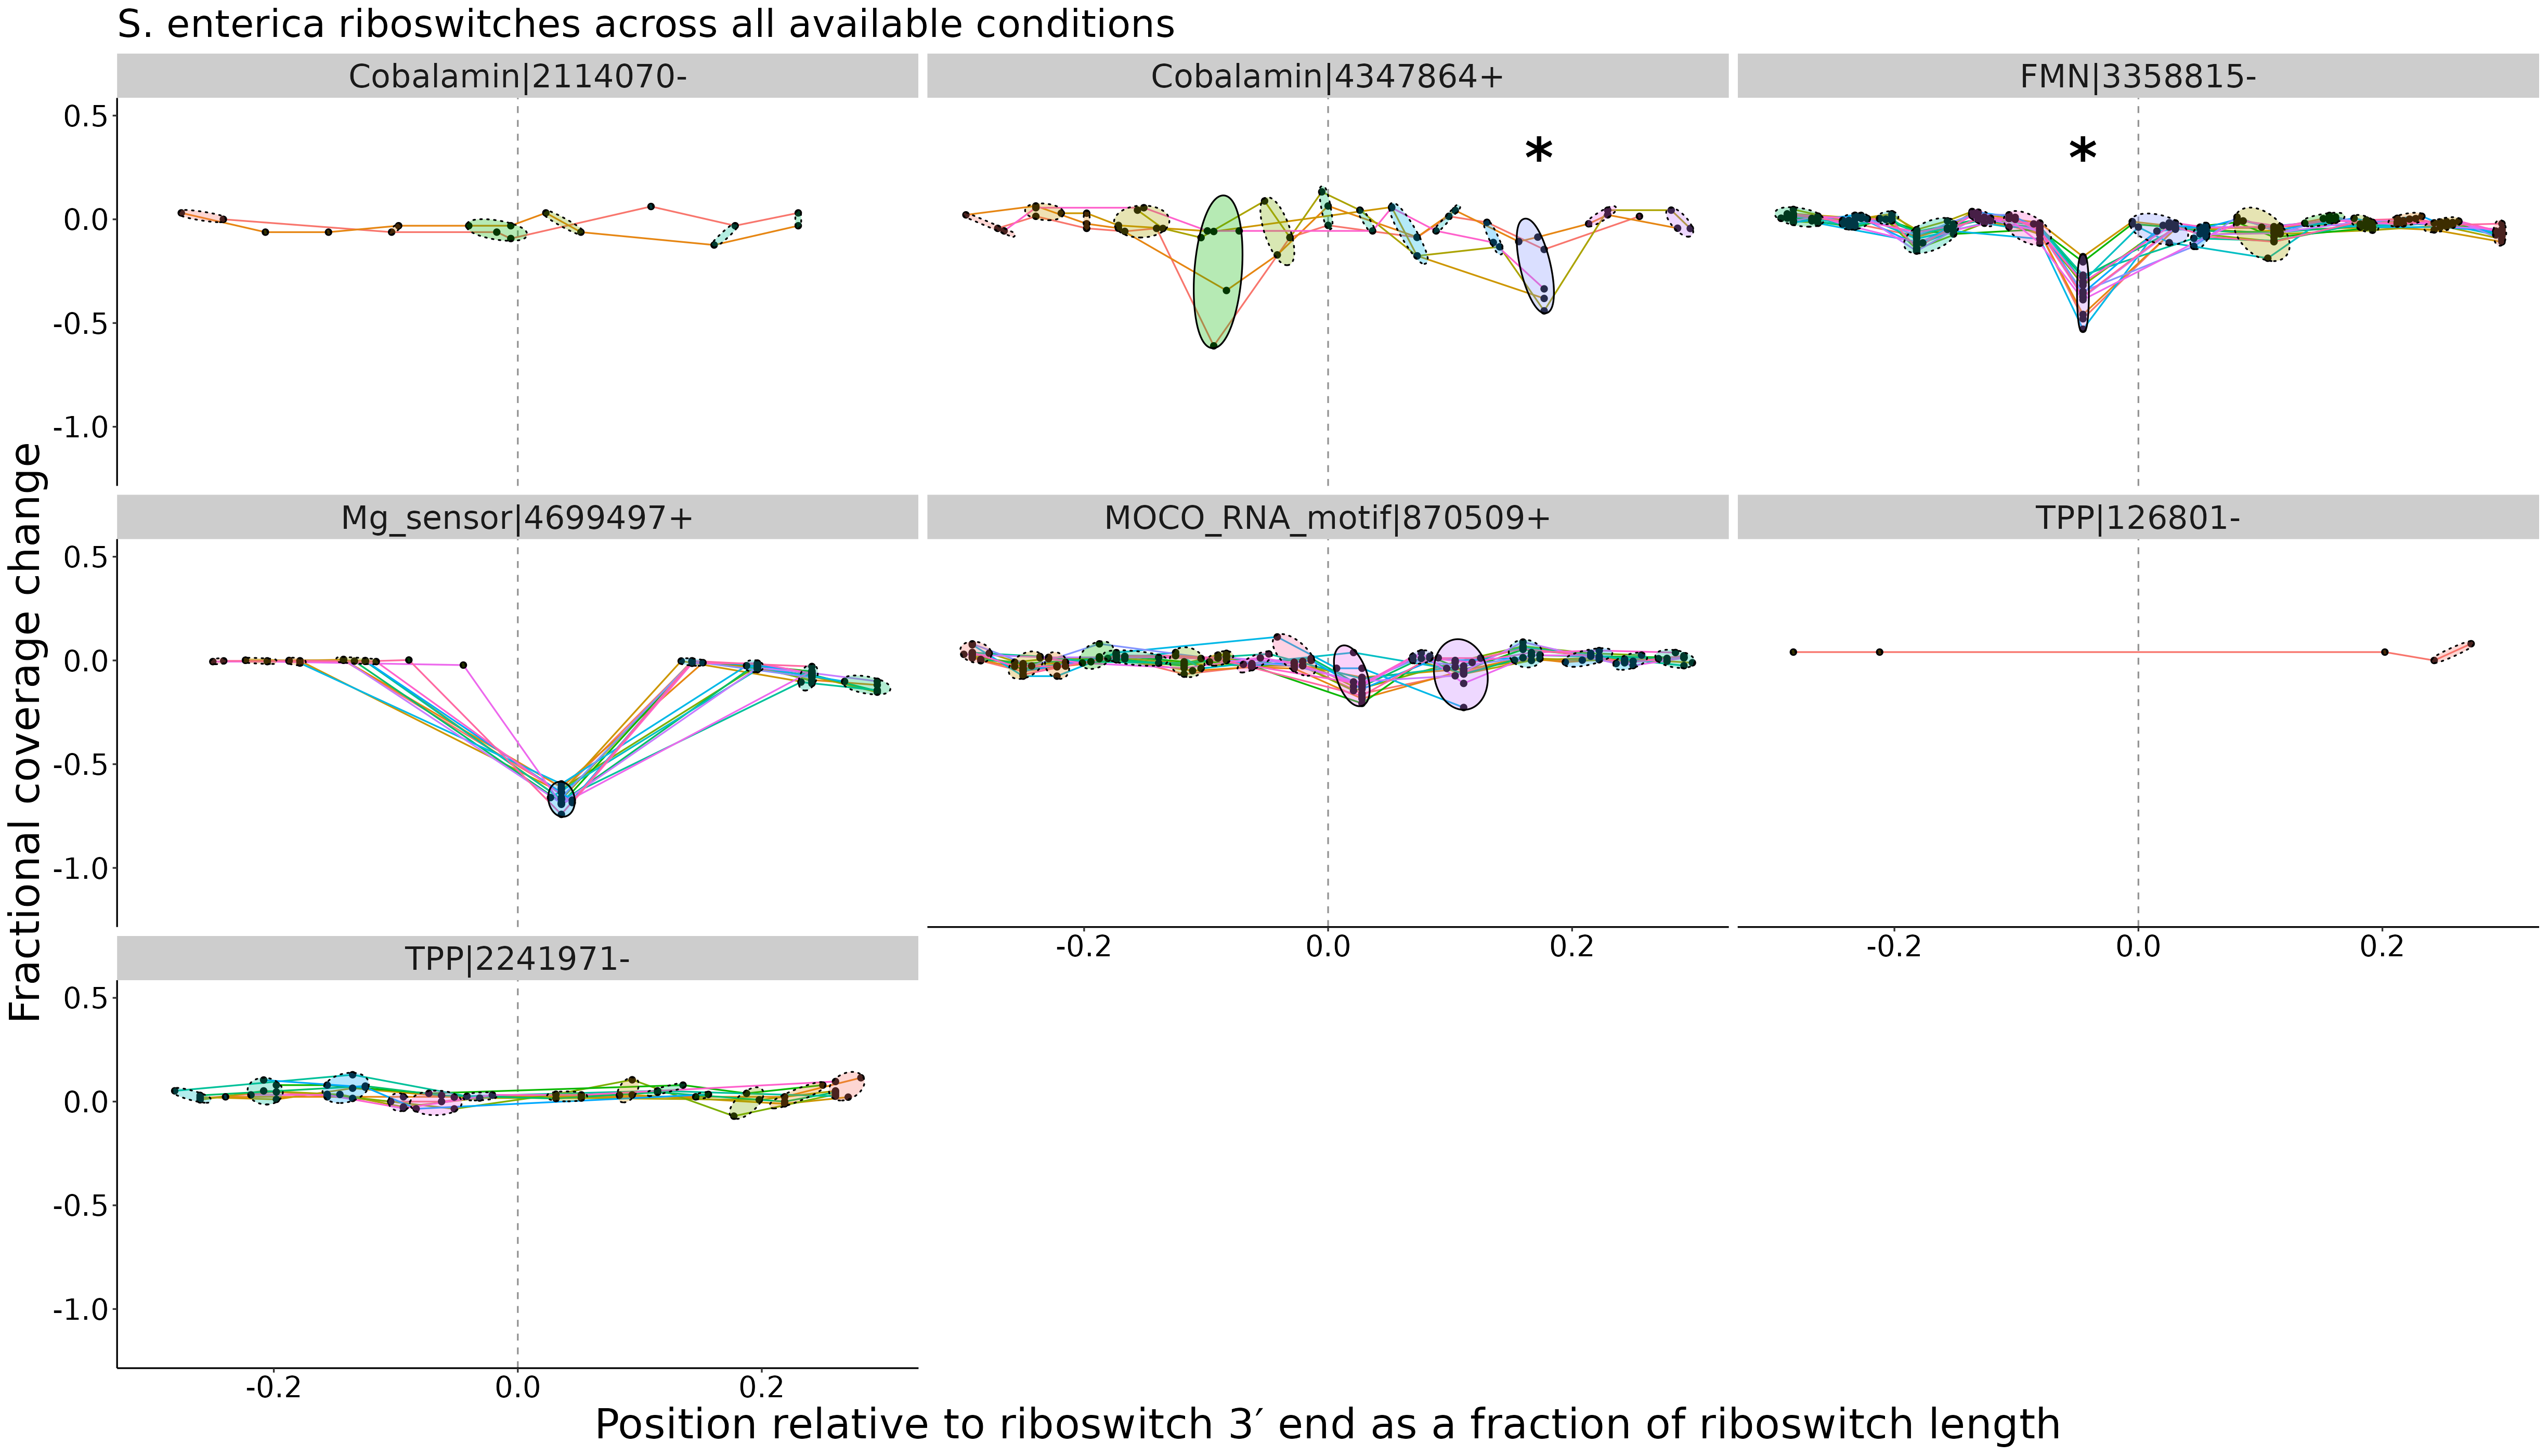 S. enterica riboswitches across all available conditions
Cobalamin|2114070-
Cobalamin|4347864+
FMN|3358815-
0.5
0.0
-0.5
-1.0
*
*
Mg_sensor|4699497+
MOCO_RNA_motif|870509+
TPP|126801-
0.5
0.0
-0.5
-1.0
-0.2 0.0 0.2
-0.2 0.0 0.2
TPP|2241971-
0.5
0.0
-0.5
-1.0
-0.2 0.0 0.2
Fractional coverage change
Position relative to riboswitch 3′ end as a fraction of riboswitch length